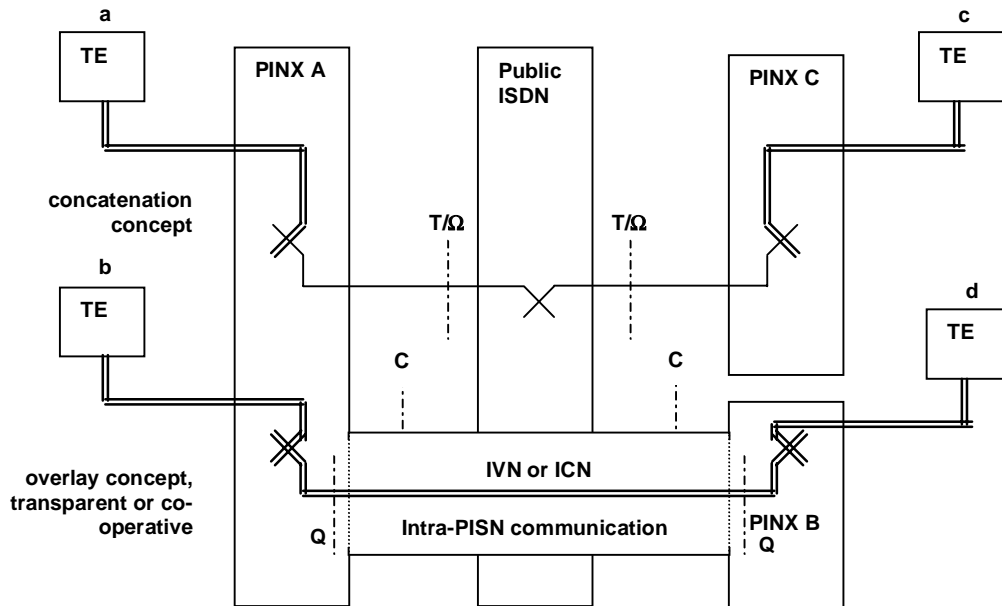 a
c
TE
PINX A
Public
ISDN
PINX C
TE
concatenation
concept
T/Ω
T/Ω
b
d
TE
TE
C
C
overlay concept,
transparent or co-
operative
IVN or ICN
Q
Intra-PISN communication
PINX B
Q